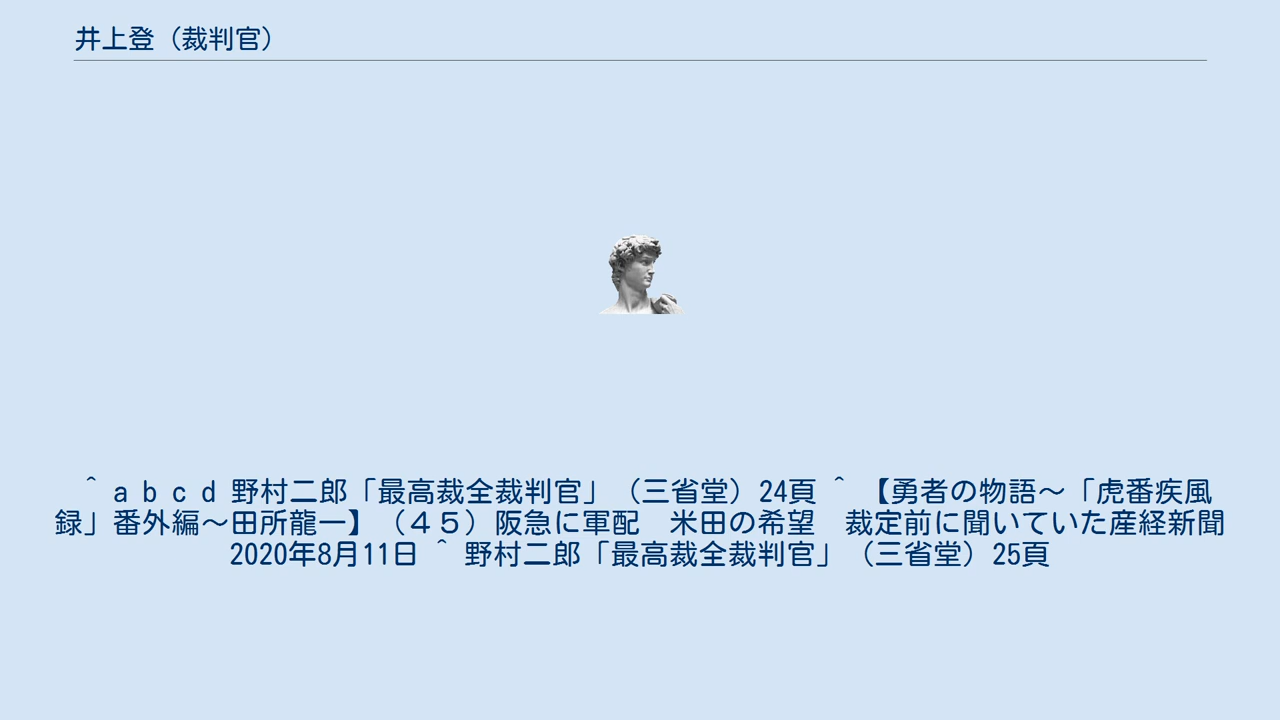 井上登（裁判官）
＾ a b c d 野村二郎「最高裁全裁判官」（三省堂）24頁 ＾ 【勇者の物語～「虎番疾風
録」番外編～田所龍一】（４５）阪急に軍配　米田の希望　裁定前に聞いていた産経新聞
2020年8月11日 ＾ 野村二郎「最高裁全裁判官」（三省堂）25頁